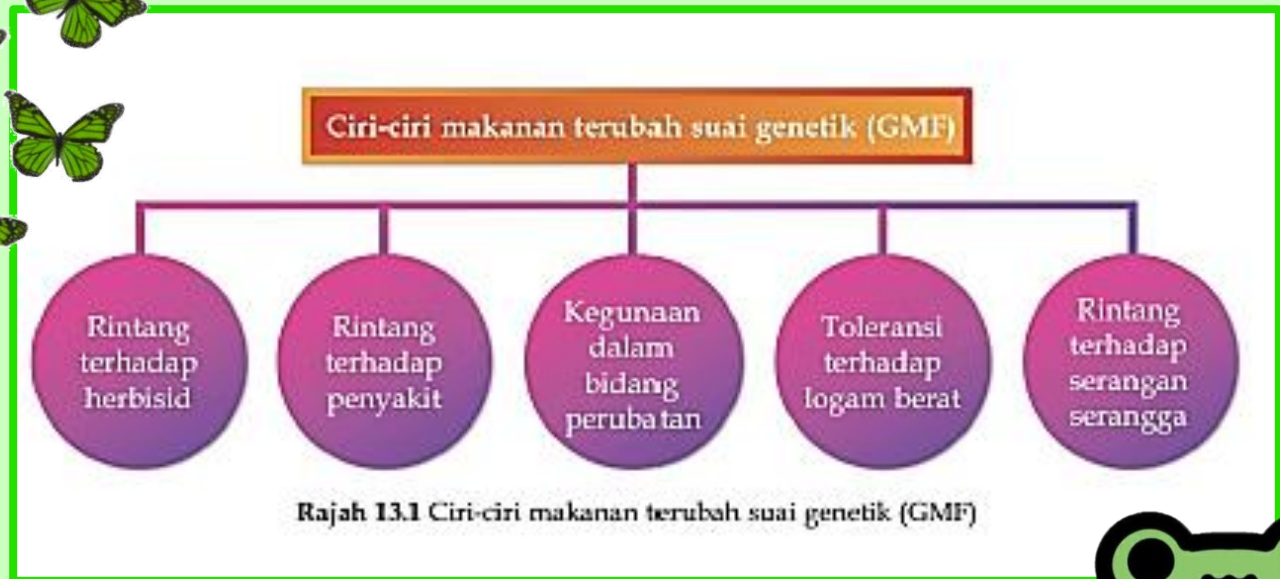 Ciri-ciri makanan terubah suai genetik (GMF)
Rintang
terhadap
herbisid
Rintang
terhadap
penyakit
Kegunaan
dalam
bidang
perubatan
Toleransi
terhadap
logam berat
Rintang
terhadap
serangan
serangga
Rajah 13.1 Ciri-ciri makanan terubah suai genetik (GMF)